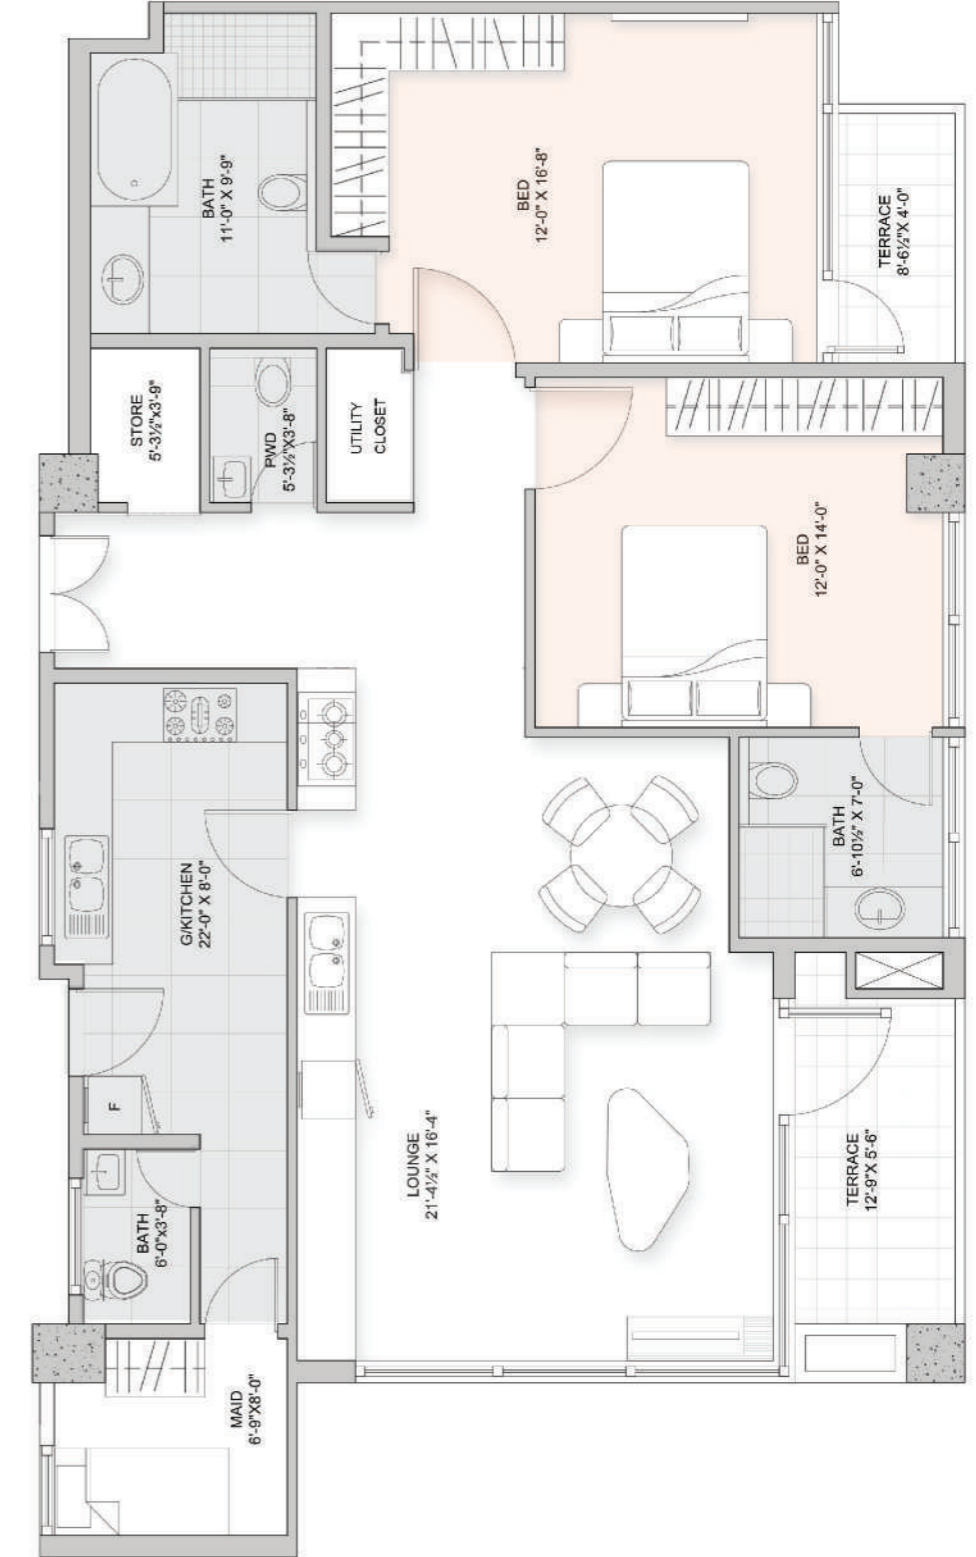 BATH
11'-0" X 9'-9"
BED
12'-0" X 16'-8"
TERRACE
8'-6½"X 4'-0"
STORE
5'-3½"x3'-9"
PWD
5'-3½"X3'-8"
UTILITY
CLOSET
BED
12'-0" X 14'-0"
G/KITCHEN
22'-0" X 8'-0"
BATH
6'-10½" X 7'-0"
F
LOUNGE
21'-4½" X 16'-4"
TERRACE
12'-9"X 5'-6"
BATH
6'-0"x3'-8"
MAID
6'-9"X8'-0"